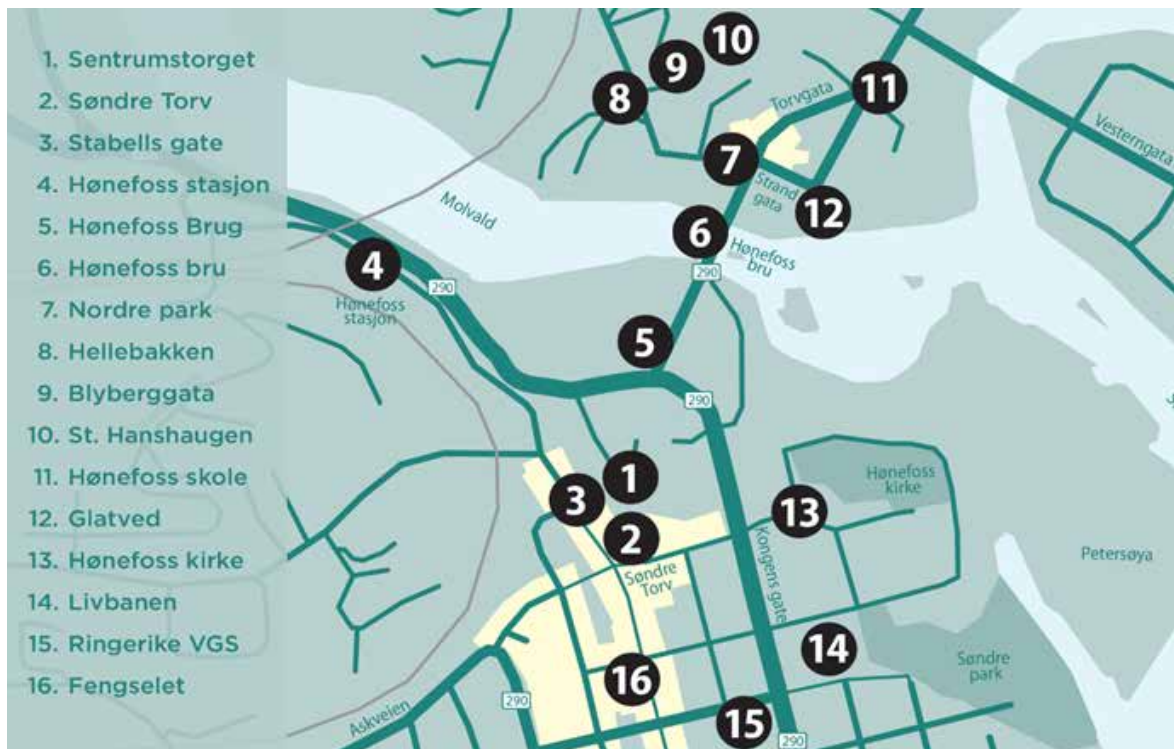 1. Sentrumstorget
2. Søndre Torv
3. Stabells gate
4. Hønefoss stasjon
5. Hønefoss Brug
6. Hønefoss bru
7. Nordre park
8. Hellebakken
9. Blyberggata
10. St. Hanshaugen
11. Hønefoss skole
12. Glatved
13. Hønefoss kirke
14. Livbanen
15. Ringerike VGS
16. Fengselet
10
9
11
8
Torvgata
Vesterngata
7
Strand
gata
12
Molvald
6
Hønefoss
bru
4
290
290
Hønefoss
stasjon
5
290
1
3
Hønefoss
kirke
13
2
Søndre
Torv
Kongens gate
Petersøya
14
16
Søndre
park
290
Askveien
15
290